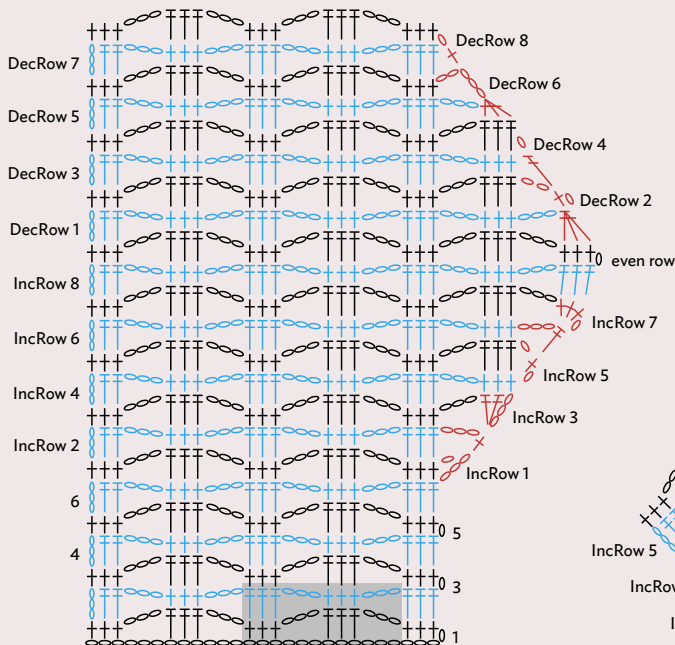 DecRow 8
DecRow 7
DecRow 6
DecRow 5
DecRow 4
DecRow 3
DecRow 2
DecRow 1
even row
IncRow 8
IncRow 7
IncRow 6
IncRow 5
IncRow 4
IncRow 3
IncRow 2
IncRow 1
6
5
4
3
1
IncRow 5
IncRow
I